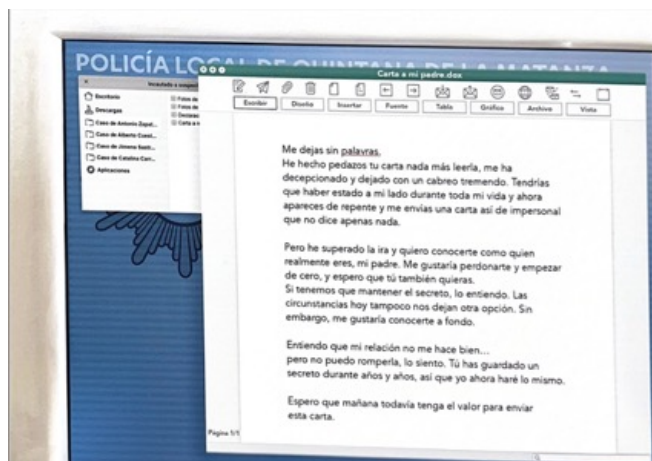 POLICÍA LOCAL DE QUINTANA DE LA MATANZA
Carta a mi padre.dox
Incautado a
Escritorio
Descargas
Caso de Antonio Zapat...
Caso de Alberto
Caso de Jimena
Caso de Catalina
Aplicaciones
Fotos de
Fotos de
Carta a
Escribir
Diseño
Insertar
Fuente
Tabla
Gráfico
Archivo
Vista
Me dejas sin palavras.
He hecho pedazos tu carta nada más leerla, me ha
decepcionado y dejado con un cabreo tremendo. Tendrías
que haber estado a mi lado durante toda mi vida y ahora
apareces de repente y me envías una carta así de impersonal
que no dice apenas nada.
Pero he superado la ira y quiero conocerte como quien
realmente eres, mi padre. Me gustaría perdonarte y empezar
de cero, y espero que tú también quieras.
Si tenemos que mantener el secreto, lo entiendo. Las
circunstancias hoy tampoco nos dejan otra opción. Sin
embargo, me gustaría conocerte a fondo.
Entiendo que mi relación no me hace bien...
pero no puedo romperla, lo siento. Tú has guardado un
secreto durante años y años, así que yo ahora haré lo mismo.
Espero que mañana todavía tenga el valor para enviar
esta carta.
Página 1/1